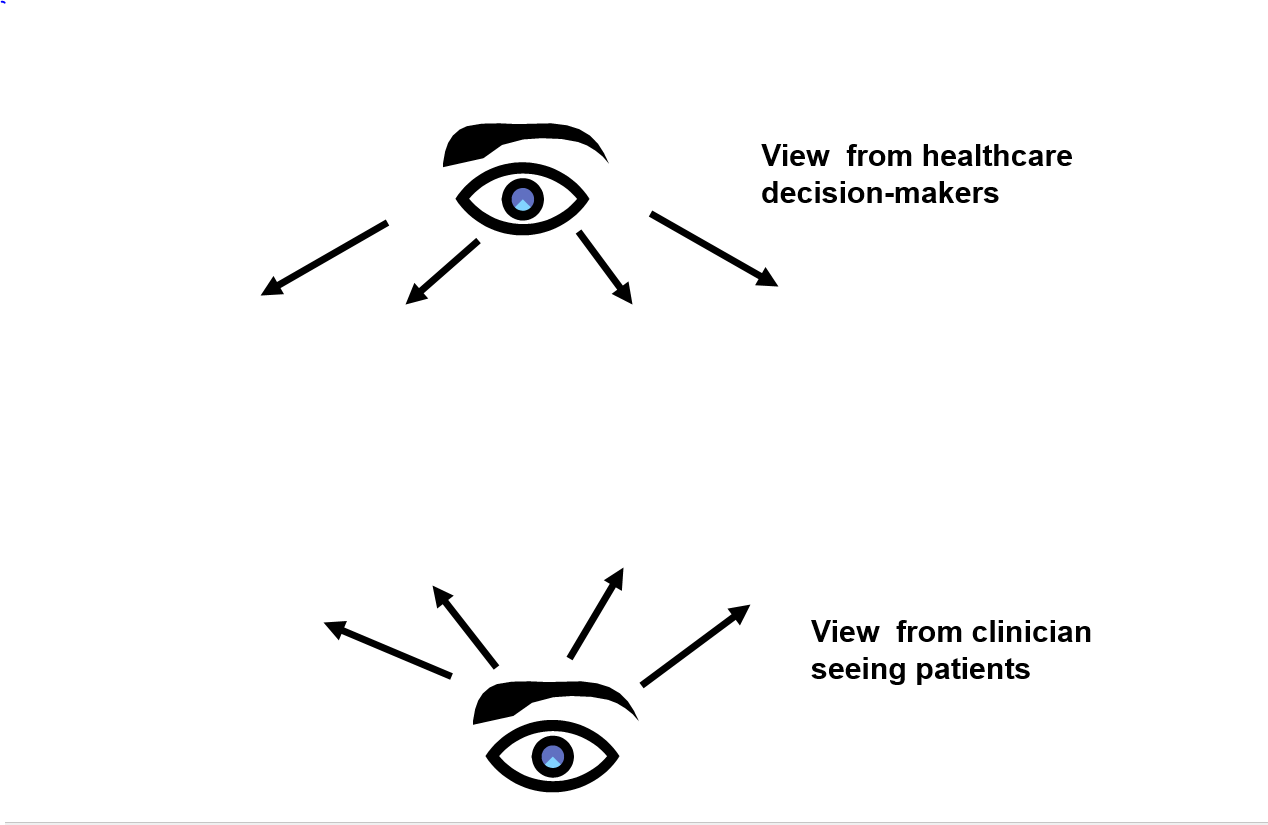 View  from healthcare
decision-makers
View  from clinician
seeing patients